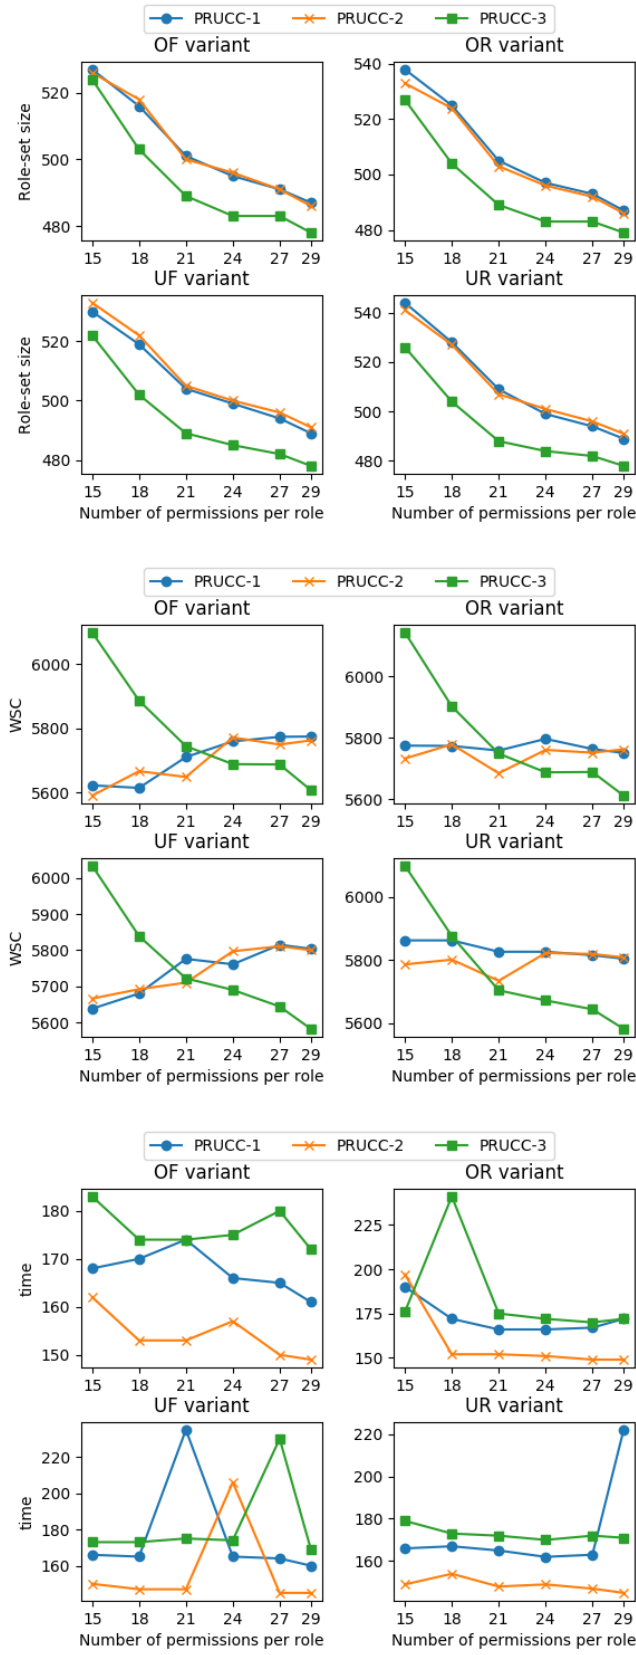 PRUCC-1 PRUCC-2 PRUCC-3
OF variant OR variant
Role-set size
520
500
480
15 18 21 24 27 29
540
520
500
480
15 18 21 24 27 29
UF variant UR variant
Role-set size
520
500
480
15 18 21 24 27 29
540
520
500
480
15 18 21 24 27 29
Number of permissions per role Number of permissions per role
PRUCC-1 PRUCC-2 PRUCC-3
OF variant OR variant
WSC
6000
5800
5600
15 18 21 24 27 29
6000
5800
5600
15 18 21 24 27 29
UF variant UR variant
WSC
6000
5900
5800
5700
5600
15 18 21 24 27 29
6000
5800
5600
15 18 21 24 27 29
Number of permissions per role Number of permissions per role
PRUCC-1 PRUCC-2 PRUCC-3
OF variant OR variant
time
180
170
160
150
15 18 21 24 27 29
225
200
175
150
15 18 21 24 27 29
UF variant UR variant
time
220
200
180
160
15 18 21 24 27 29
220
200
180
160
15 18 21 24 27 29
Number of permissions per role Number of permissions per role